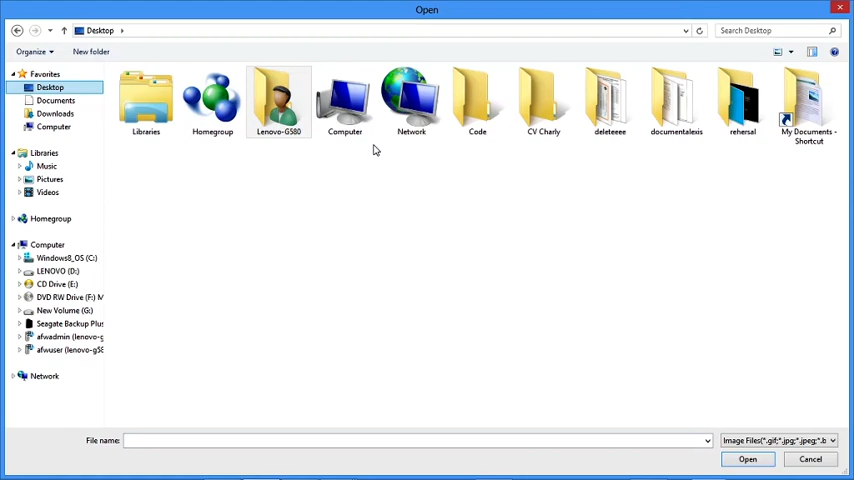 Open
Desktop
Search Desktop
Organize
New folder
Favorites
Desktop
Documents
Downloads
Computer
Libraries
Music
Pictures
Videos
Homegroup
Computer
Windows8_OS (C:)
LENOVO (D:)
CD Drive (E:)
DVD RW Drive (F:) M
New Volume (G:)
Seagate Backup Plus
afwadmin (lenovo-g
afwuser (lenovo-g58
Network
Libraries
Homegroup
Lenovo-G580
Computer
Network
Code
CV Charly
deleteeee
documentalexis
rehersal
My Documents -
Shortcut
File name:
Image Files(*.gif;*.jpg;*.jpeg;*.b
Open
Cancel